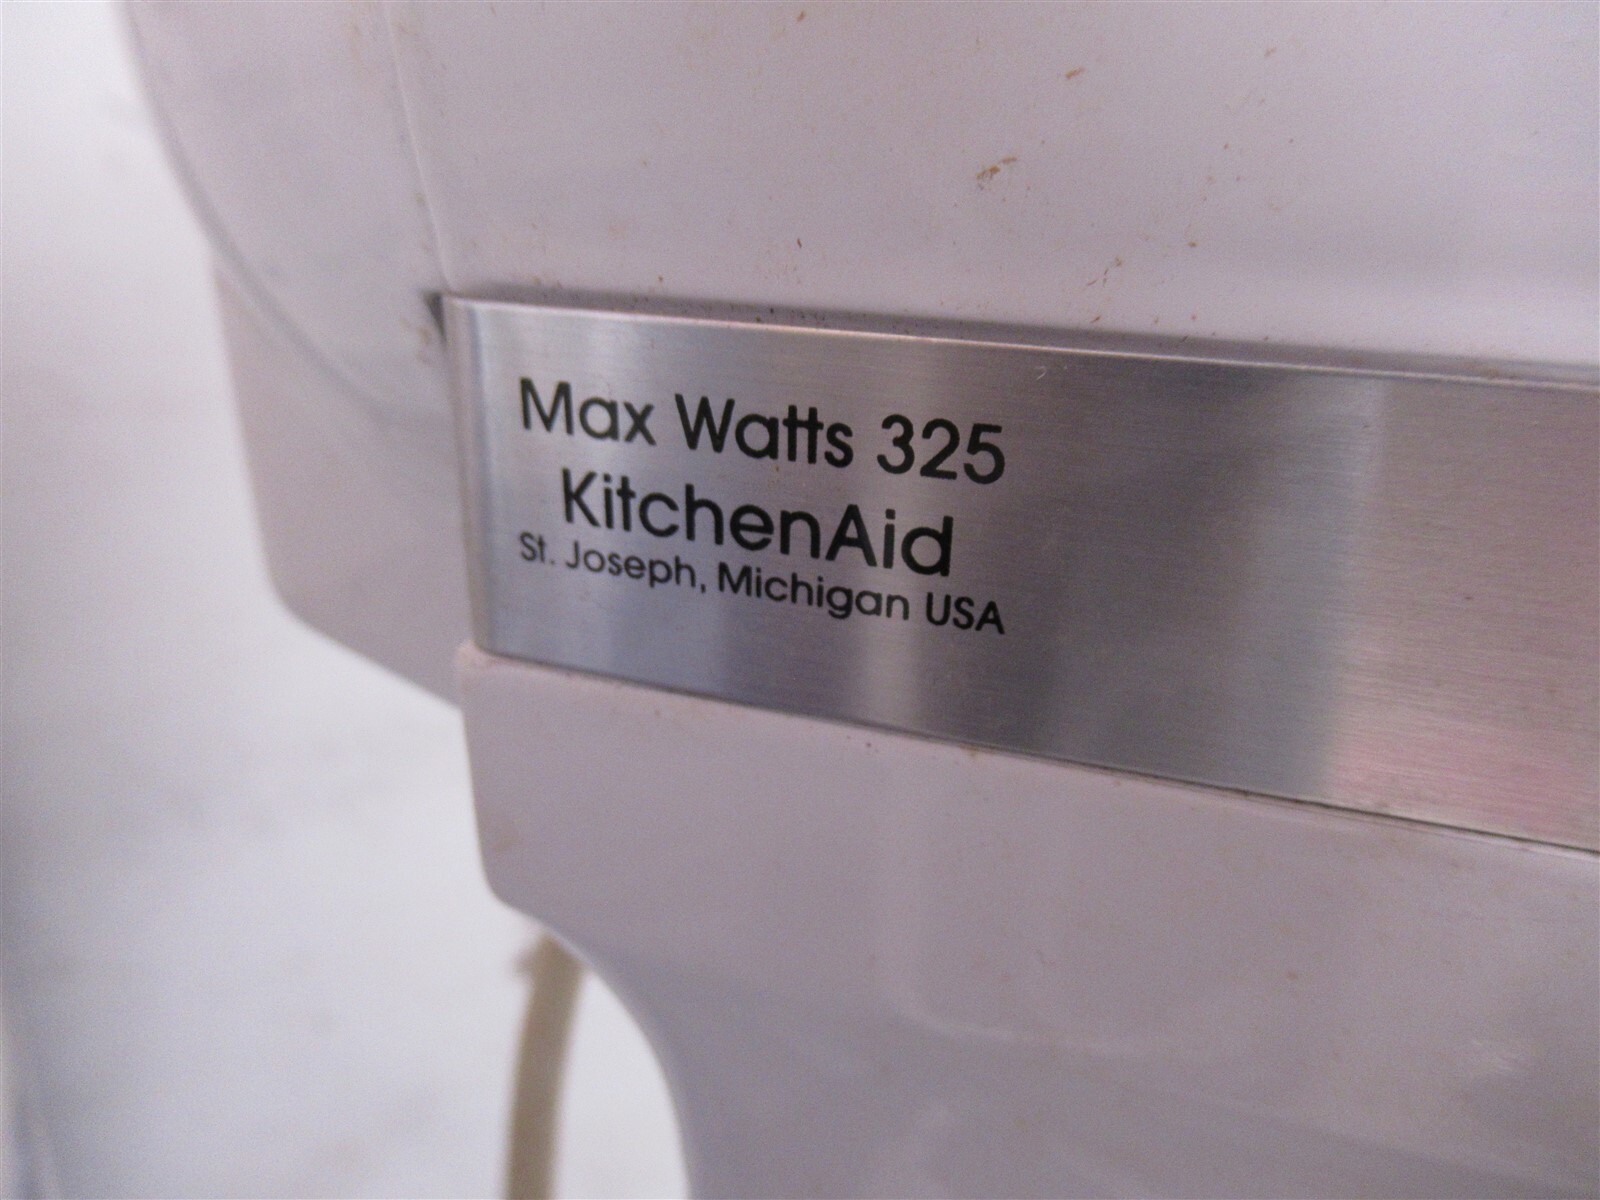 Max Watts 325
KitchenAid
St. Joseph, Michigan USA